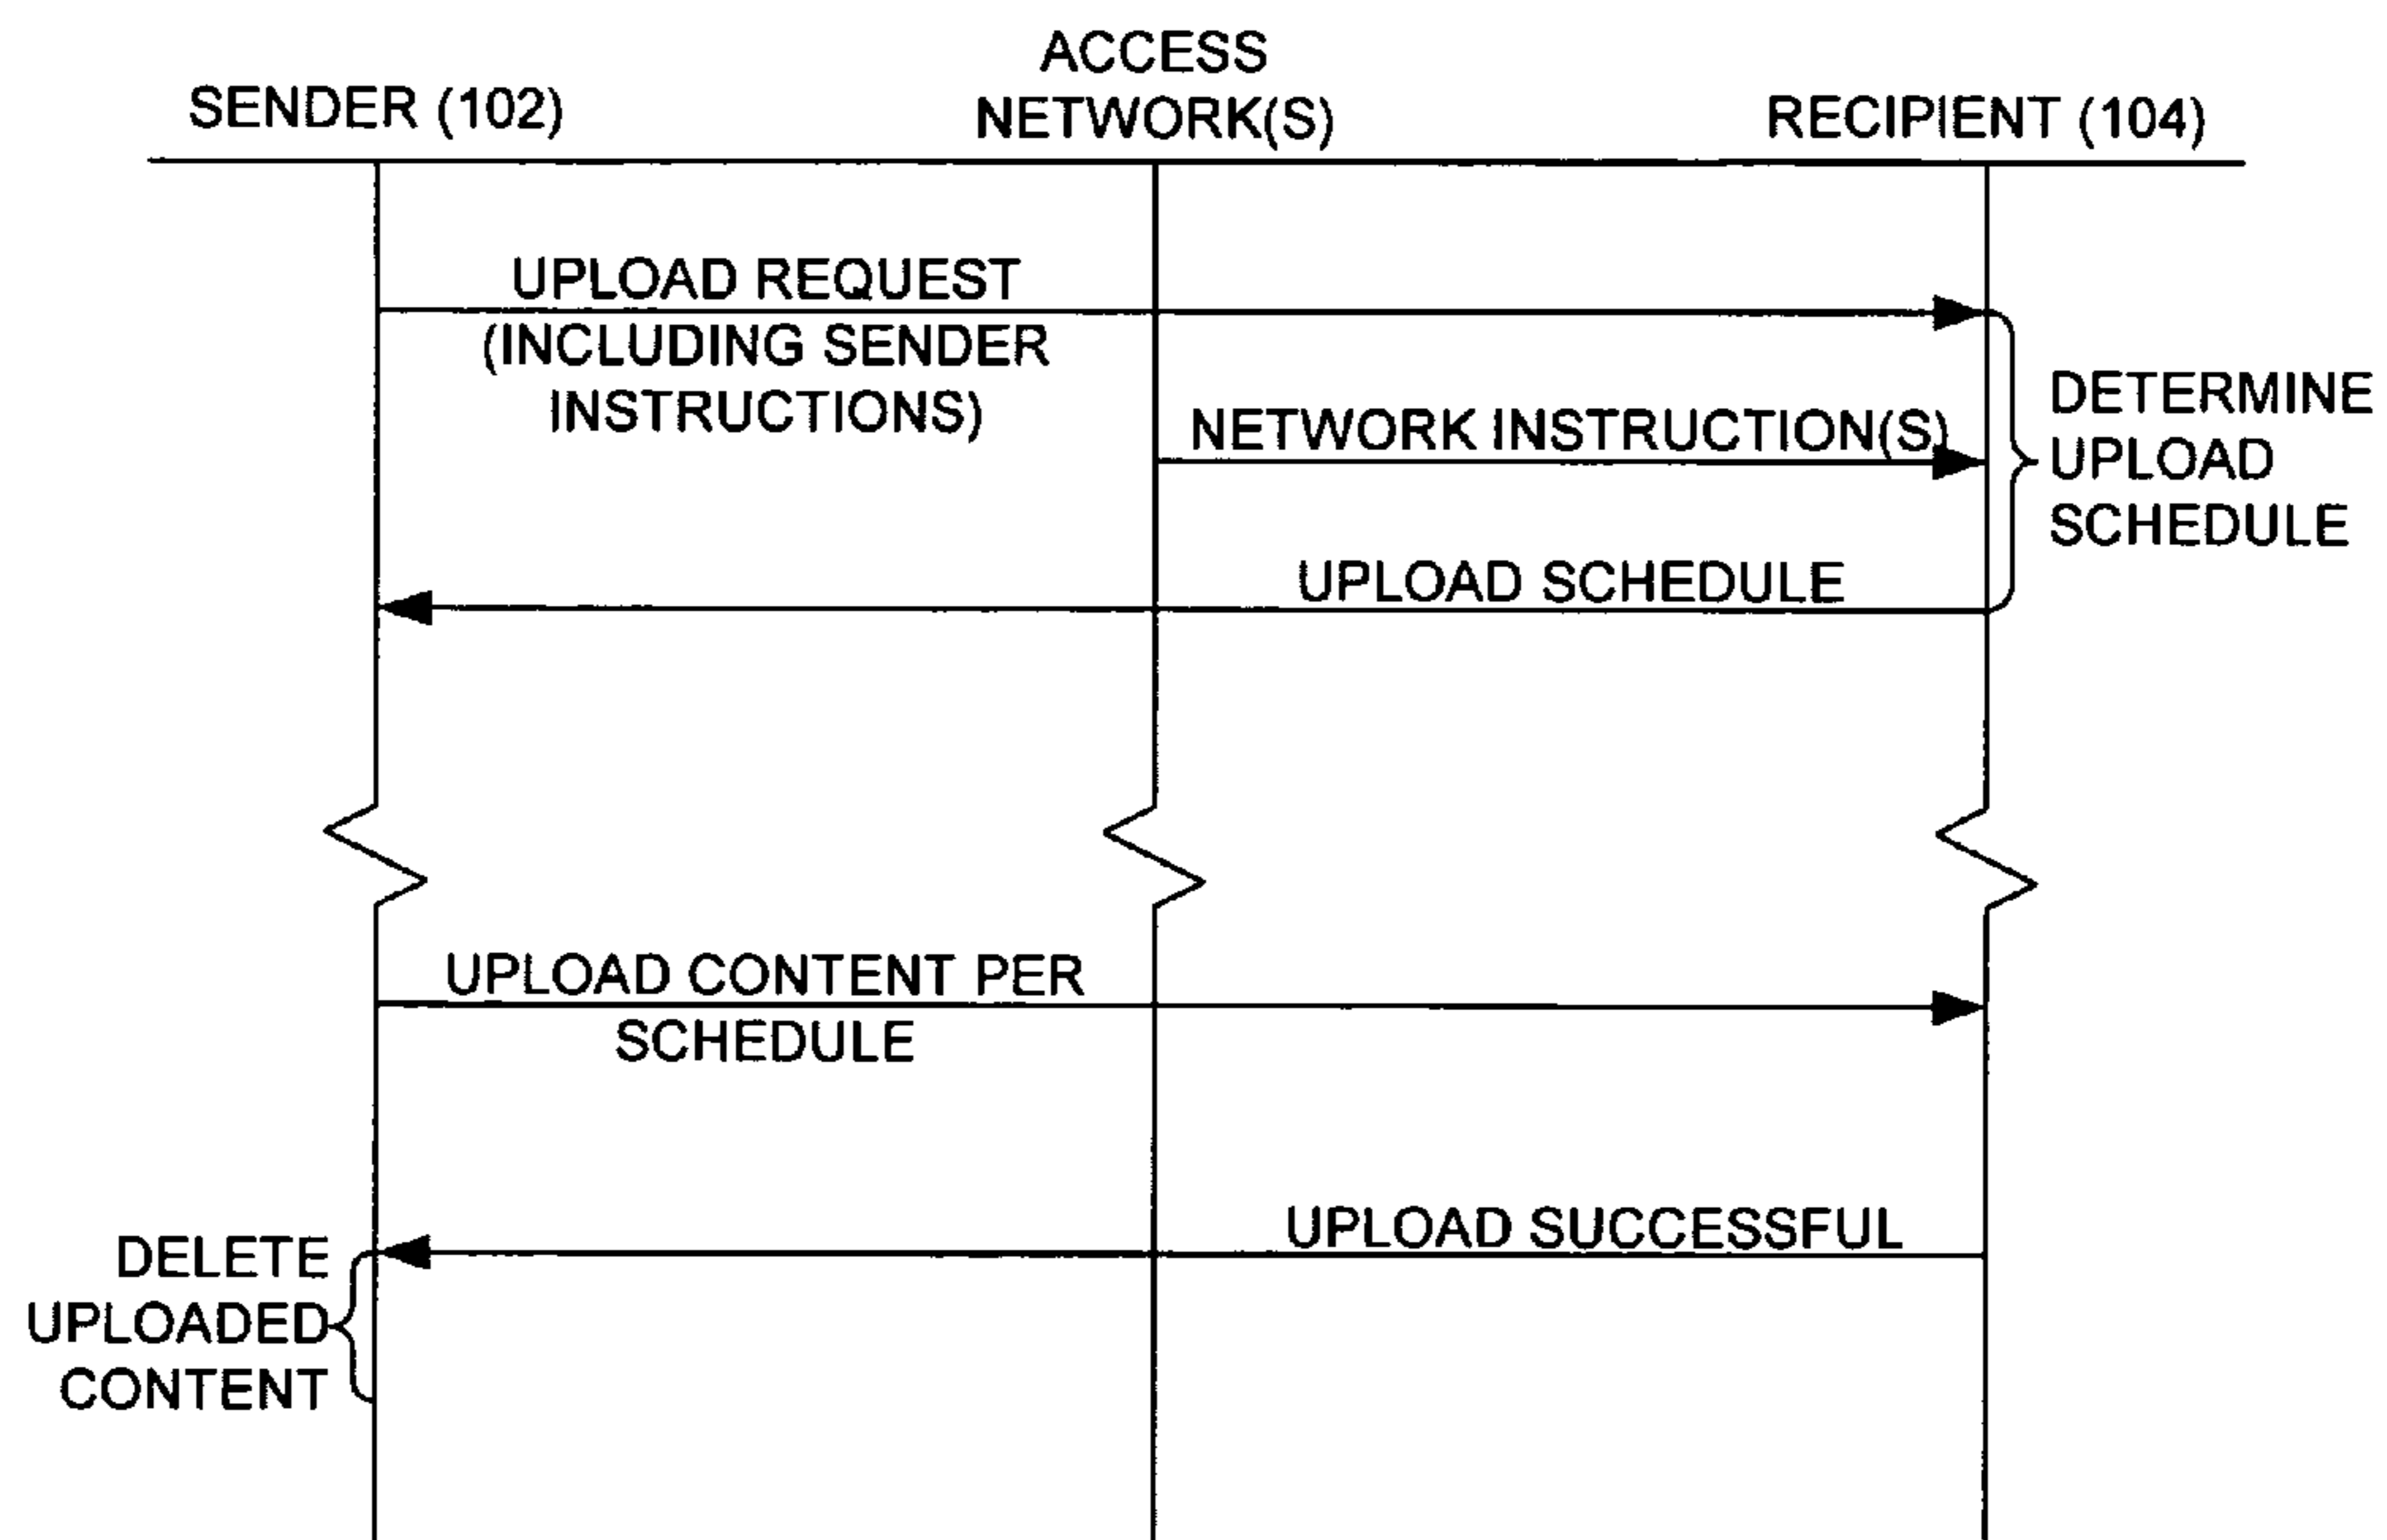 SENDER (102)
ACCESS
NETWORK(S)
RECIPIENT (104)
UPLOAD REQUEST
(INCLUDING SENDER
INSTRUCTIONS)
NETWORK INSTRUCTION(S)
DETERMINE
UPLOAD
SCHEDULE
UPLOAD SCHEDULE
UPLOAD CONTENT PER
SCHEDULE
UPLOAD SUCCESSFUL
DELETE
UPLOADED
CONTENT